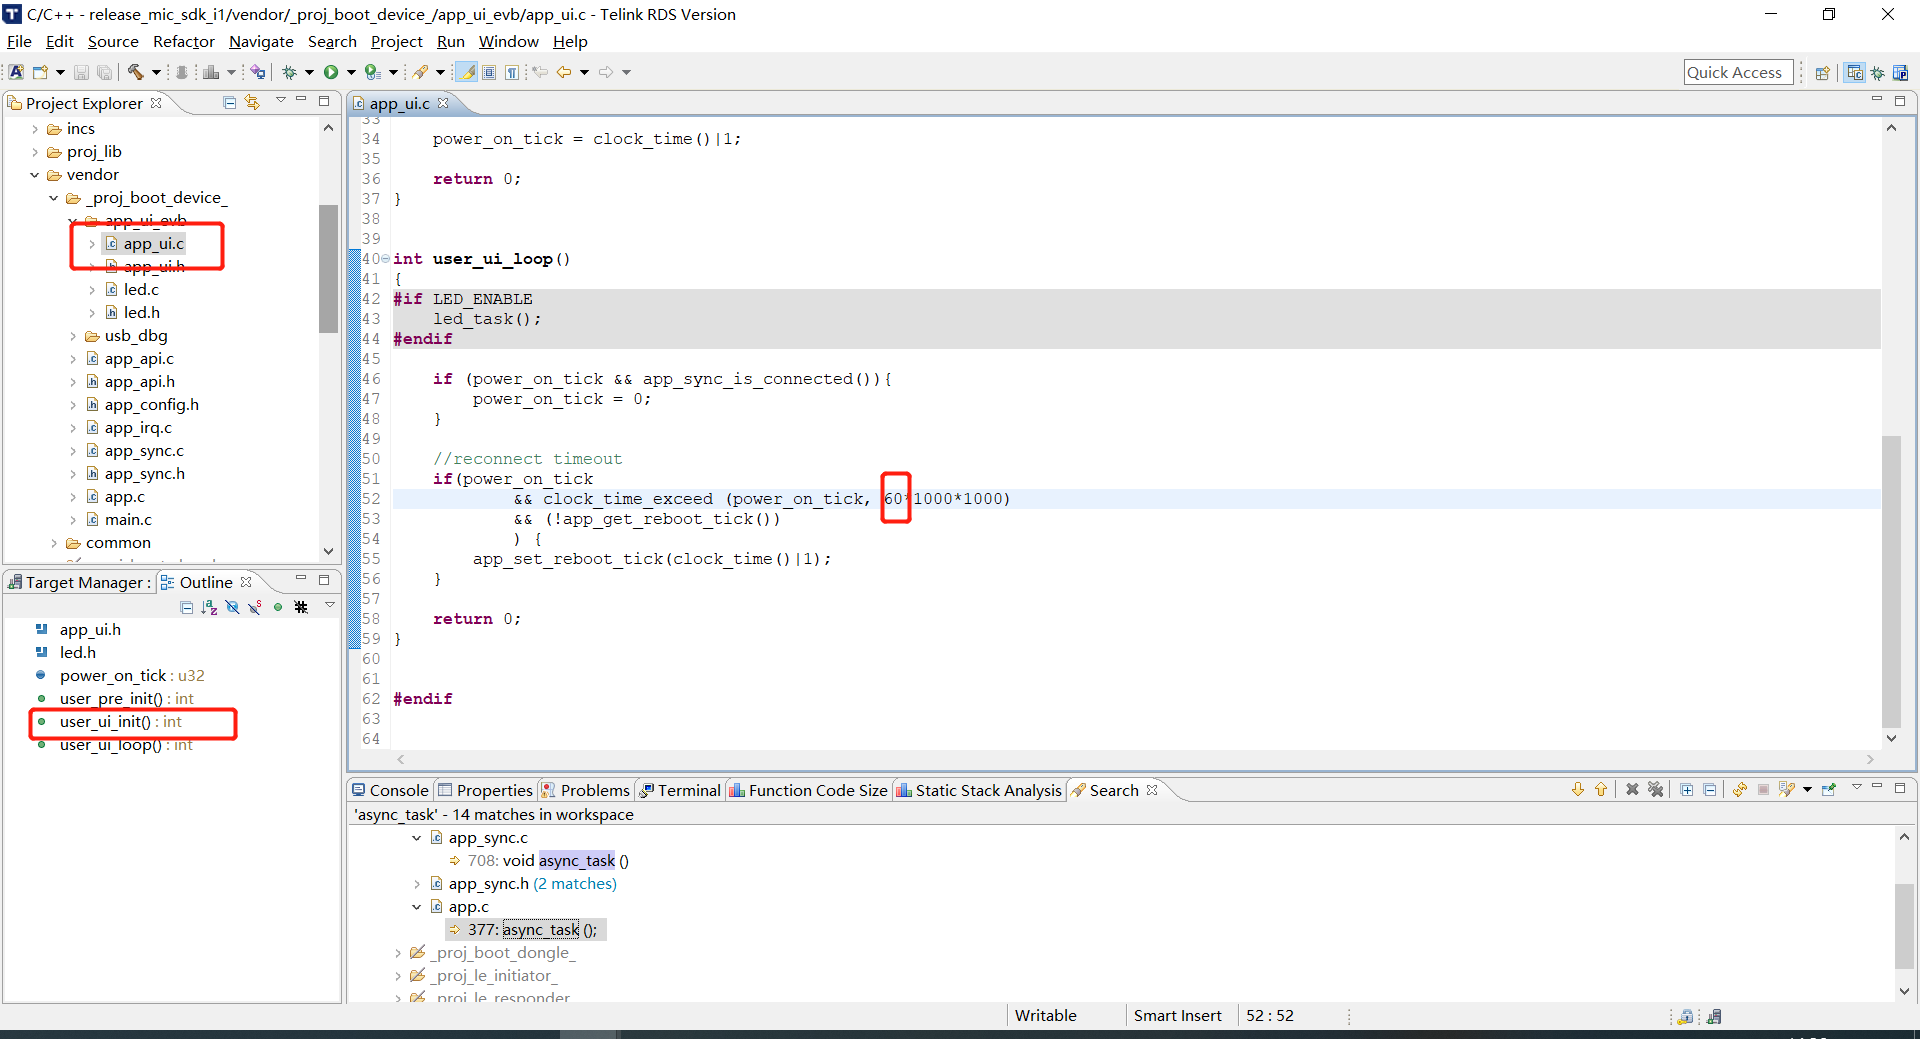 C/C++ - release_mic_sdk_i1/vendor/_proj_boot_device_/app_ui_evb/app_ui.c - Telink RDS Version
File Edit Source Refactor Navigate Search Project Run Window Help
Quick Access
Project Explorer
incs
proj_lib
vendor
_proj_boot_device_
app_ui_evb
app_ui.c
app_ui.h
led.c
led.h
usb_dbg
app_api.c
app_api.h
app_config.h
app_irq.c
app_sync.c
app_sync.h
app.c
main.c
common
Target Manager :
Outline
app_ui.h
led.h
power_on_tick : u32
user_pre_init() : int
user_ui_init() : int
user_ui_loop() : int
app_ui.c
33
34 power_on_tick = clock_time()|1;
35
36 return 0;
37 }
38
39
40 int user_ui_loop()
41 {
42 #if LED_ENABLE
43 led_task();
44 #endif
45
46 if (power_on_tick && app_sync_is_connected()){
47 power_on_tick = 0;
48 }
49
50 //reconnect timeout
51 if(power_on_tick
52 && clock_time_exceed (power_on_tick, 60*1000*1000)
53 && (!app_get_reboot_tick())
54 ) {
55 app_set_reboot_tick(clock_time()|1);
56 }
57
58 return 0;
59 }
60
61
62 #endif
63
64
Console Properties Problems Terminal Function Code Size Static Stack Analysis Search
'async_task' - 14 matches in workspace
app_sync.c
708: void async_task ()
app_sync.h (2 matches)
app.c
377: async_task ();
_proj_boot_dongle_
_proj_le_initiator_
_proj_le_responder_
Writable Smart Insert 52 : 52